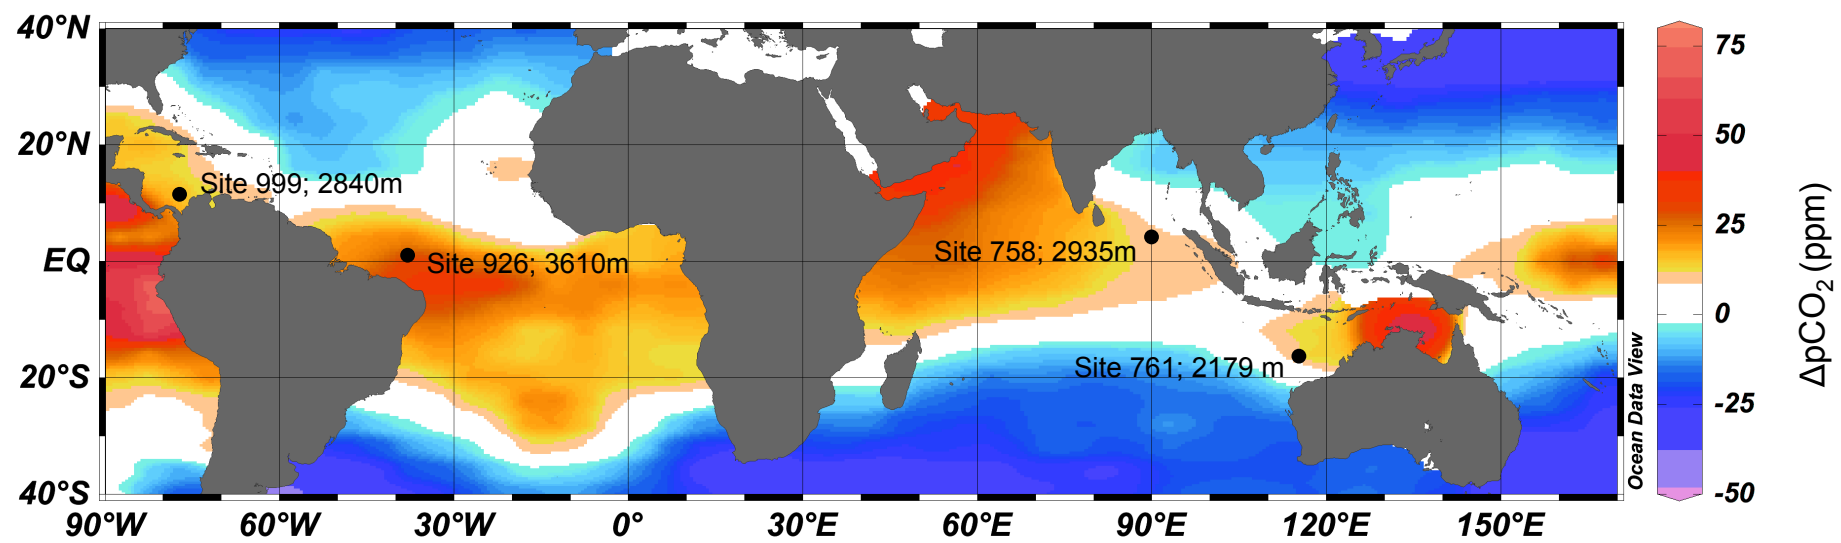 40°N
20°N
EQ
20°S
40°S
90°W 60°W 30°W 0° 30°E 60°E 90°E 120°E 150°E
Site 999; 2840m
Site 926; 3610m
Site 758; 2935m
Site 761; 2179 m
Ocean Data View
75
50
25
0
-25
-50
ΔpCO₂ (ppm)